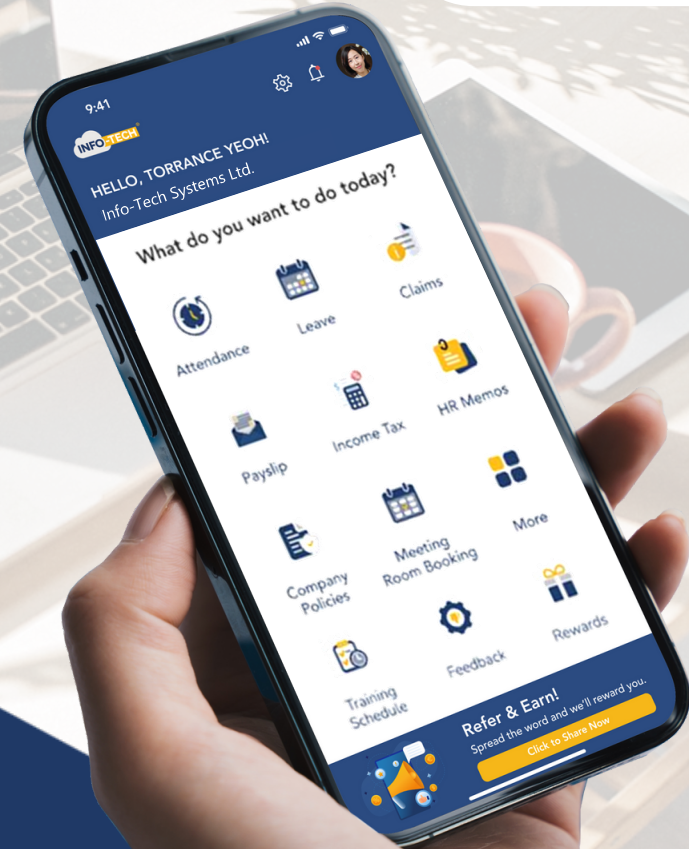 9:41
INFO-TECH
HELLO, TORRANCE YEOH!
Info-Tech Systems Ltd.
What do you want to do today?
Attendance
Leave
Claims
Payslip
Income Tax
HR Memos
Company
Policies
Meeting
Room Booking
More
Training
Schedule
Feedback
Rewards
Refer & Earn!
Spread the word and we'll reward you.
Click to Share Now